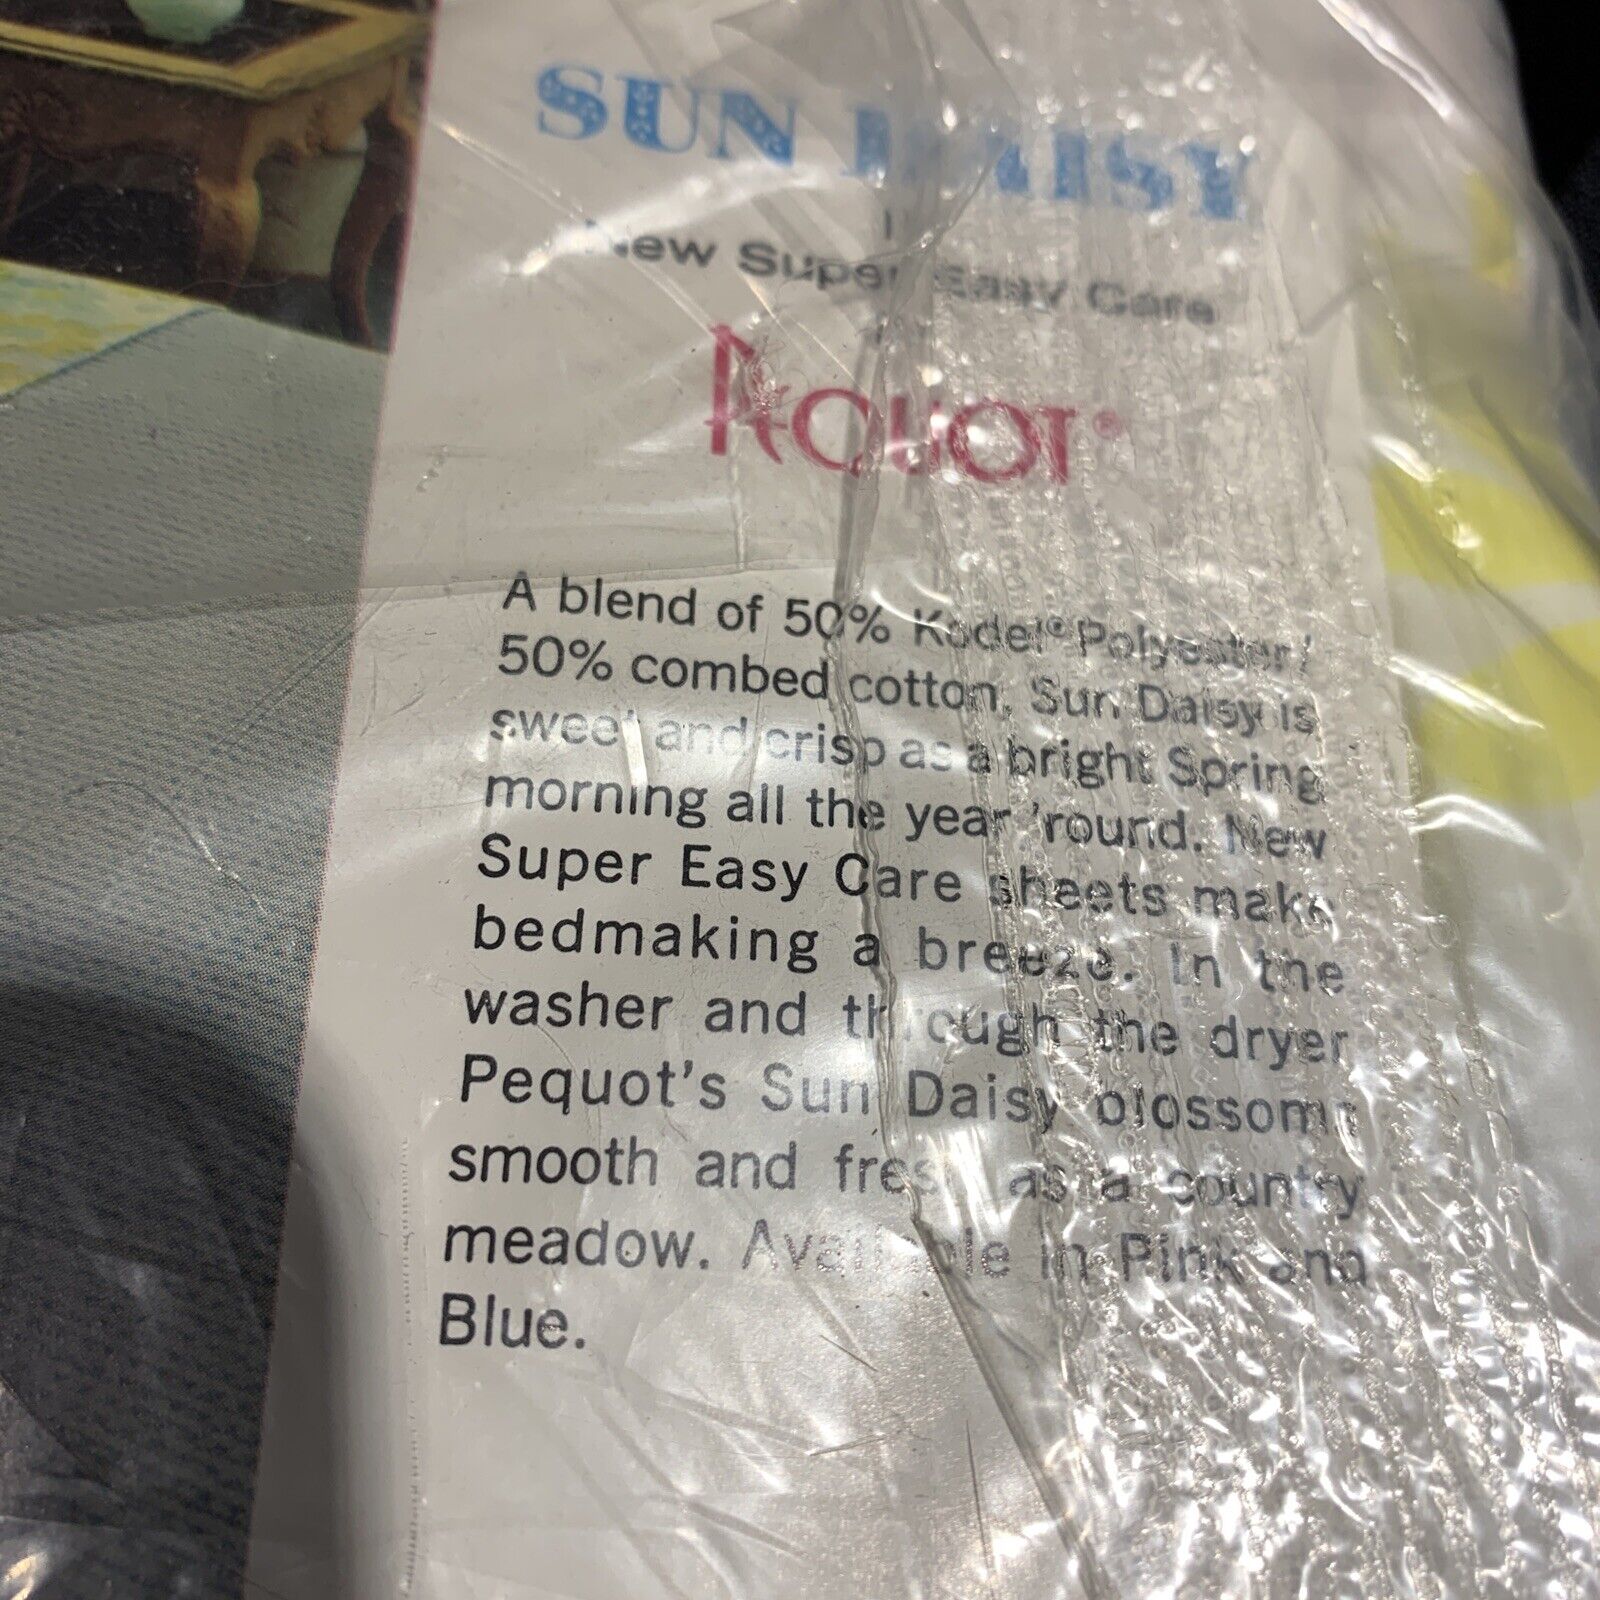 SUN DAISY
New Super Easy Care
PEQUOT®
A blend of 50% Kodel® Polyester/
50% combed cotton, Sun Daisy is
sweet and crisp as a bright Spring
morning all the year 'round. New
Super Easy Care sheets make
bedmaking a breeze. In the
washer and through the dryer
Pequot's Sun Daisy blossoms
smooth and fresh as a country
meadow. Available in Pink and
Blue.